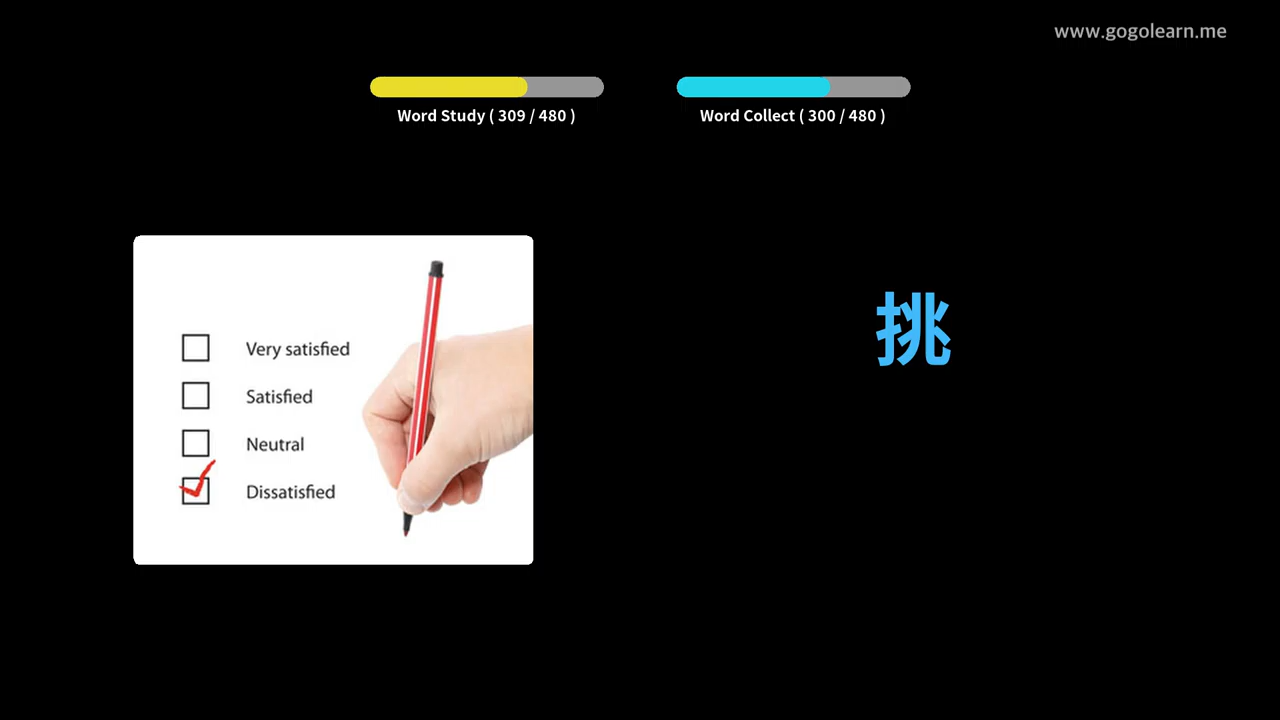 www.gogolearn.me
Word Study ( 309 / 480 )
Word Collect ( 300 / 480 )
Very satisfied
Satisfied
Neutral
Dissatisfied
挑